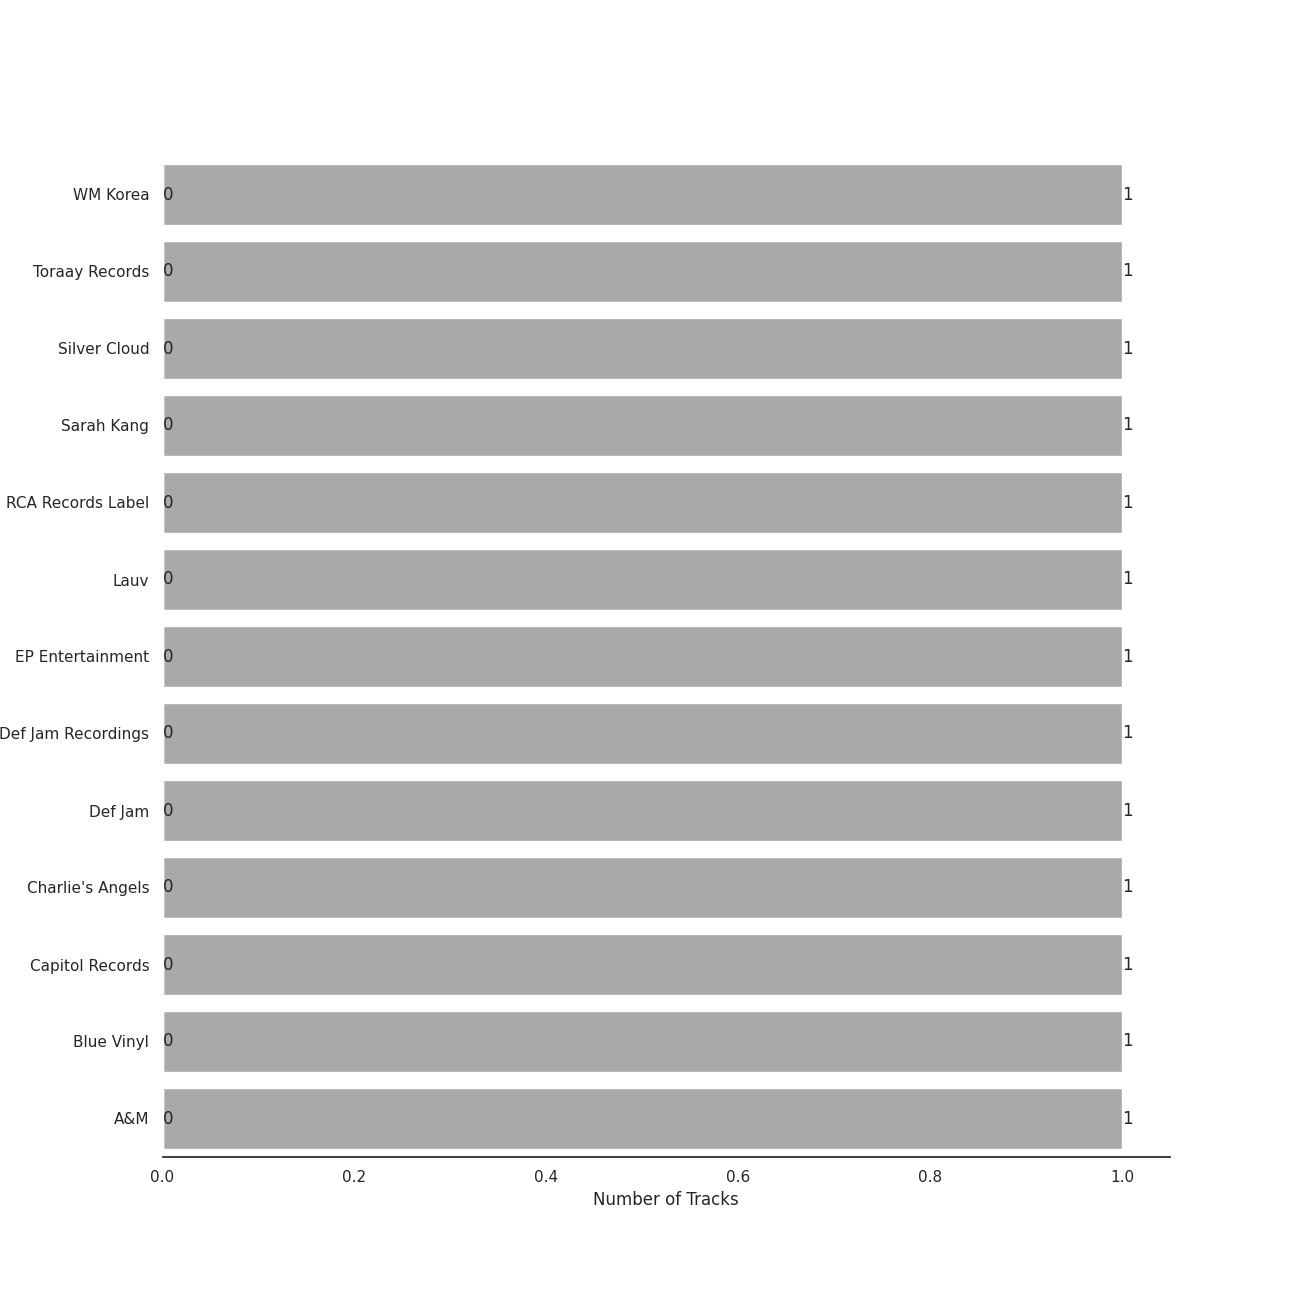 WM Korea 0 1
Toraay Records 0 1
Silver Cloud 0 1
Sarah Kang 0 1
RCA Records Label 0 1
Lauv 0 1
EP Entertainment 0 1
Def Jam Recordings 0 1
Def Jam 0 1
Charlie's Angels 0 1
Capitol Records 0 1
Blue Vinyl 0 1
A&M 0 1
0.0 0.2 0.4 0.6 0.8 1.0
Number of Tracks